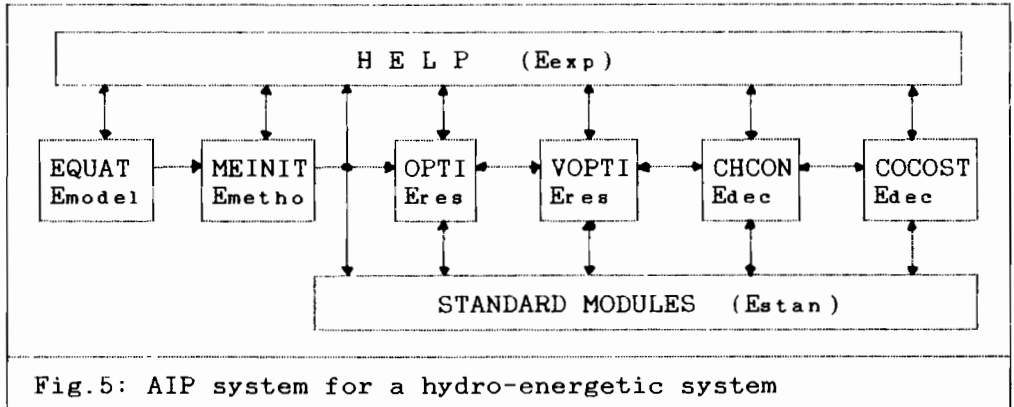 H E L P (Eexp)
EQUAT MEINIT OPTI VOPTI CHCON COCOST
Emodel Emetho Eres Eres Edec Edec
STANDARD MODULES (Estan)
Fig.5: AIP system for a hydro-energetic system